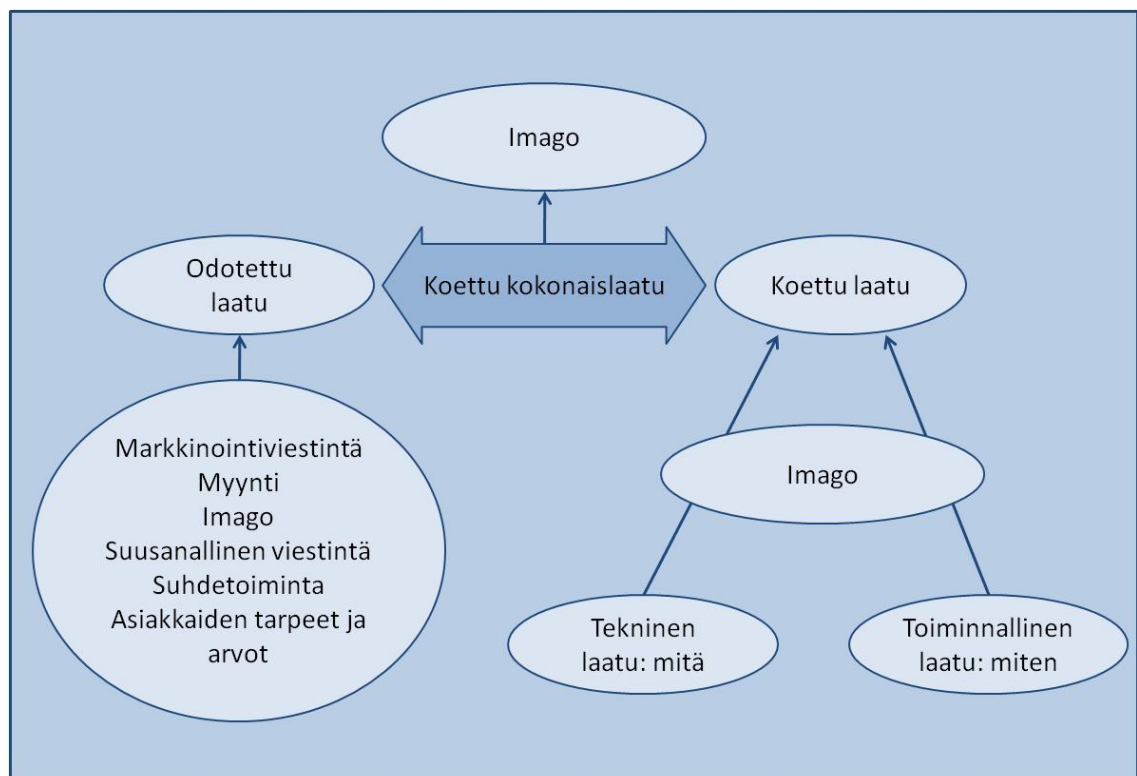 Imago
Odotettu
laatu
Koettu kokonaislaatu
Koettu laatu
Markkinointiviestintä
Myynti
Imago
Suusanallinen viestintä
Suhdetoiminta
Asiakkaiden tarpeet ja
arvot
Imago
Tekninen
laatu: mitä
Toiminnallinen
laatu: miten